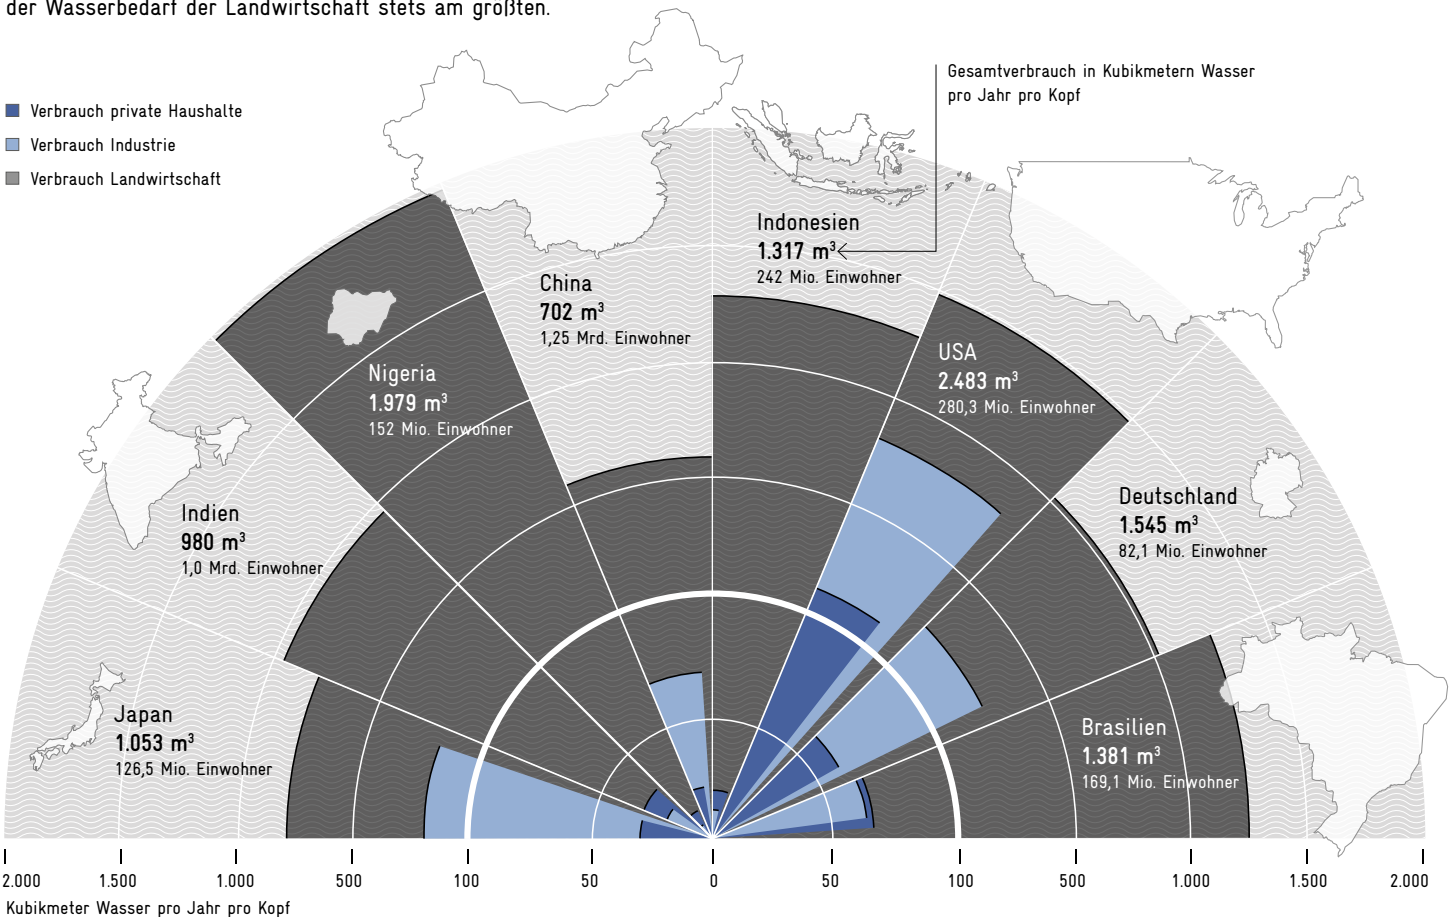 der Wasserbedarf der Landwirtschaft stets am größten.
Verbrauch private Haushalte
Verbrauch Industrie
Verbrauch Landwirtschaft
Gesamtverbrauch in Kubikmetern Wasser
pro Jahr pro Kopf
Indonesien
1.317 m³
242 Mio. Einwohner
China
702 m³
1,25 Mrd. Einwohner
USA
2.483 m³
280,3 Mio. Einwohner
Nigeria
1.979 m³
152 Mio. Einwohner
Deutschland
1.545 m³
82,1 Mio. Einwohner
Indien
980 m³
1,0 Mrd. Einwohner
Japan
1.053 m³
126,5 Mio. Einwohner
Brasilien
1.381 m³
169,1 Mio. Einwohner
2.000 1.500 1.000 500 100 50 0 50 100 500 1.000 1.500 2.000
Kubikmeter Wasser pro Jahr pro Kopf